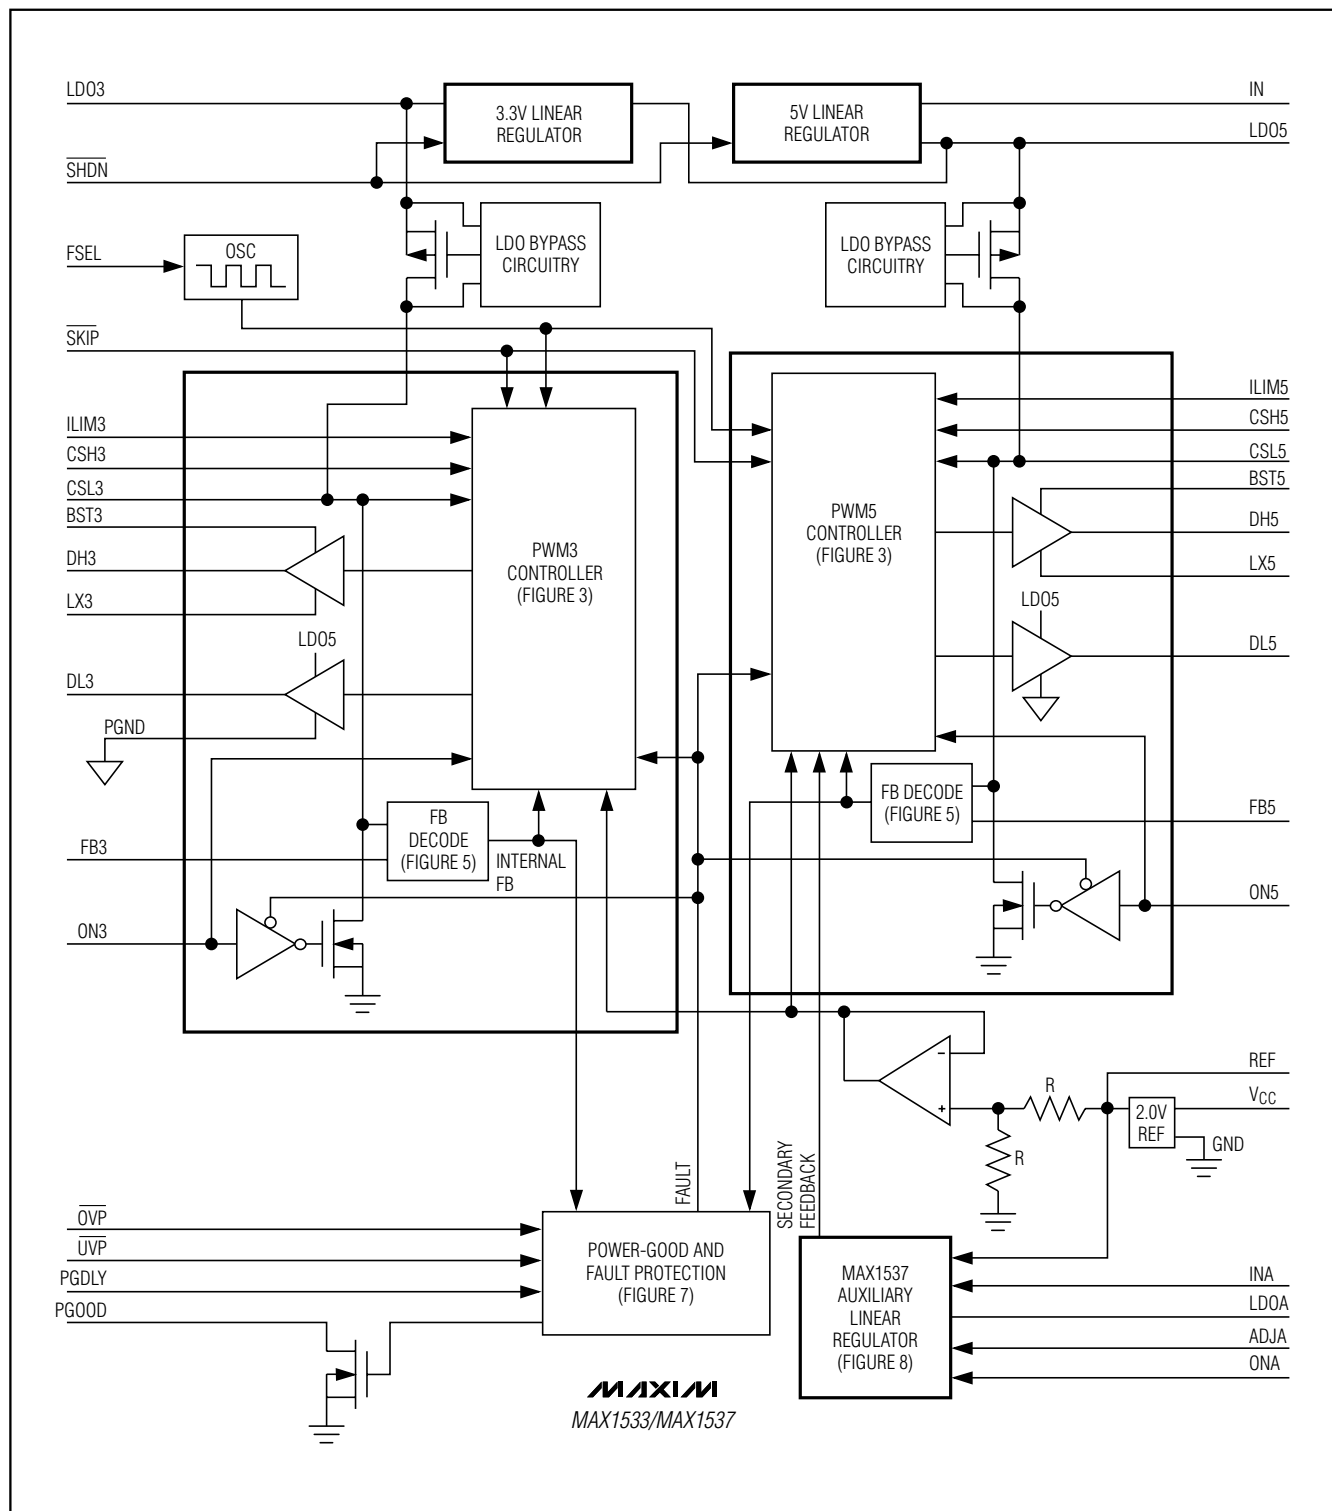 LDO3
3.3V LINEAR
REGULATOR
5V LINEAR
REGULATOR
IN
LDO5
SHDN
FSEL
OSC
LDO BYPASS
CIRCUITRY
LDO BYPASS
CIRCUITRY
SKIP
ILIM3
CSH3
CSL3
BST3
DH3
LX3
LDO5
DL3
PGND
PWM3
CONTROLLER
(FIGURE 3)
PWM5
CONTROLLER
(FIGURE 3)
ILIM5
CSH5
CSL5
BST5
DH5
LX5
LDO5
DL5
FB
DECODE
(FIGURE 5)
FB3
INTERNAL
FB
ON3
FB DECODE
(FIGURE 5)
FB5
ON5
-
+
R
R
2.0V
REF
REF
VCC
GND
FAULT
SECONDARY
FEEDBACK
OVP
UVP
PGDLY
PGOOD
POWER-GOOD AND
FAULT PROTECTION
(FIGURE 7)
MAX1537
AUXILIARY
LINEAR
REGULATOR
(FIGURE 8)
INA
LDOA
ADJA
ONA
MAXIM
MAX1533/MAX1537